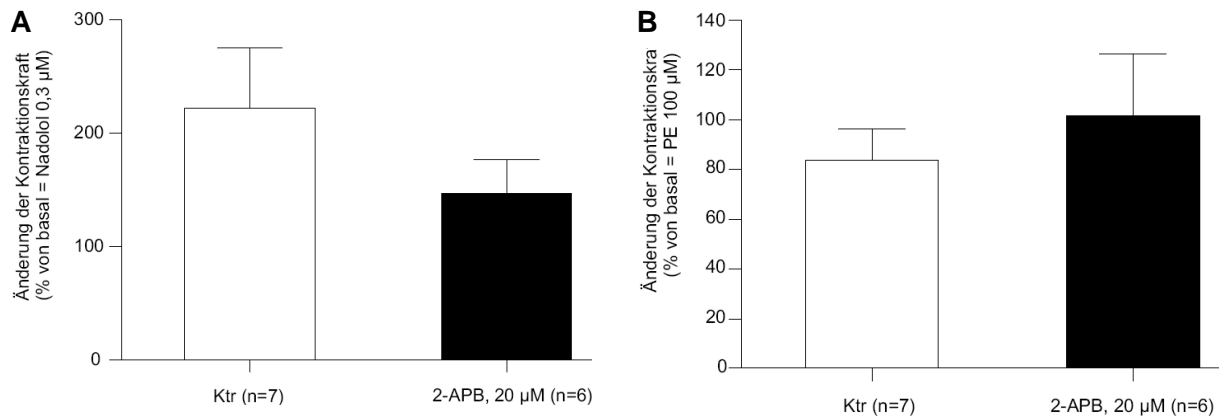 A
Änderung der Kontraktionskraft
(% von basal = Nadolol 0,3 µM)
300
200
100
0
Ktr (n=7)
2-APB, 20 µM (n=6)
B
Änderung der Kontraktionskra
(% von basal = PE 100 µM)
140
120
100
80
60
40
20
0
Ktr (n=7)
2-APB, 20 µM (n=6)